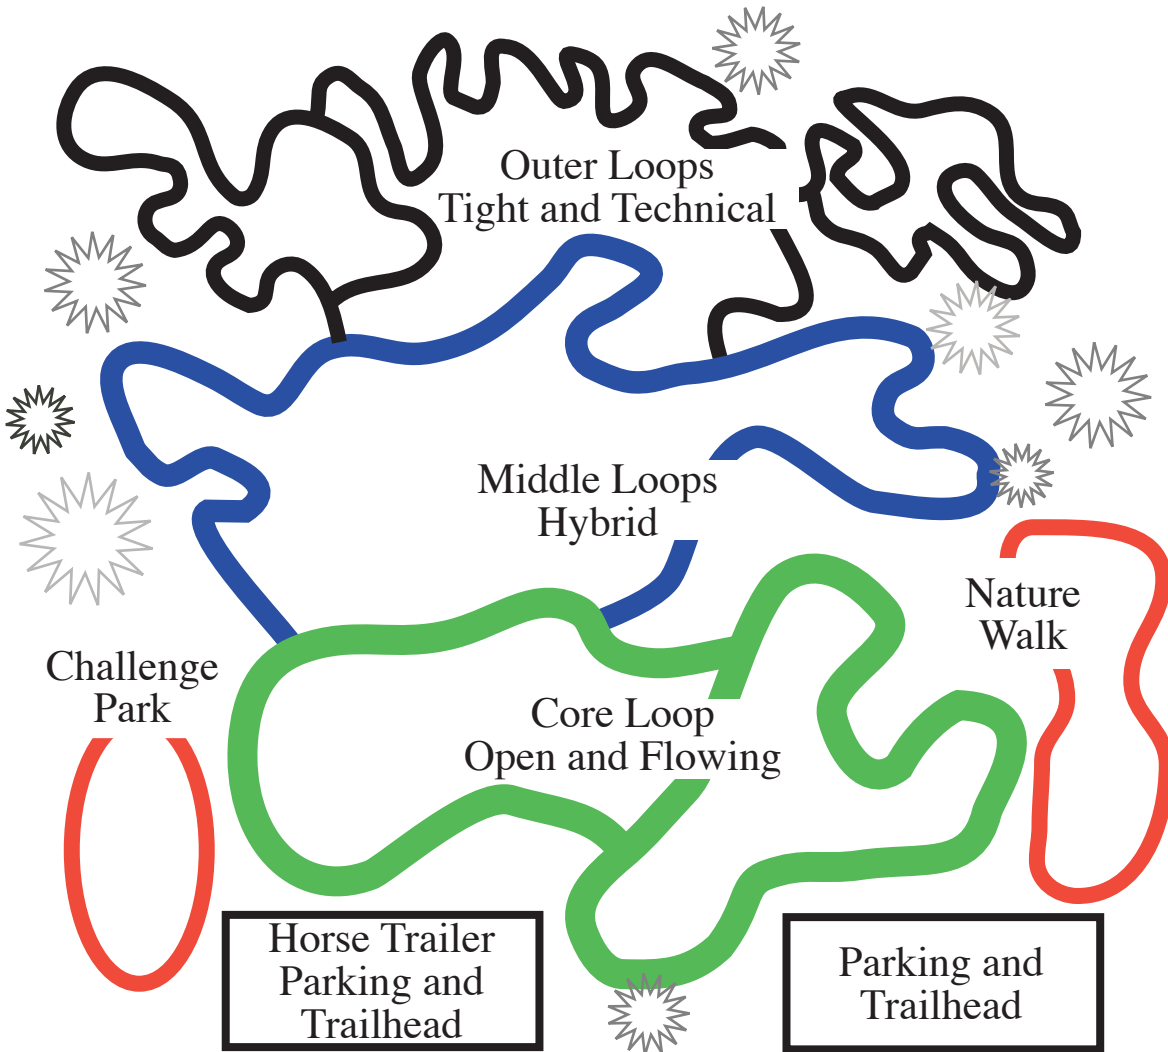 Outer Loops
Tight and Technical
Middle Loops
Hybrid
Nature
Walk
Challenge
Park
Core Loop
Open and Flowing
Horse Trailer
Parking and
Trailhead
Parking and
Trailhead